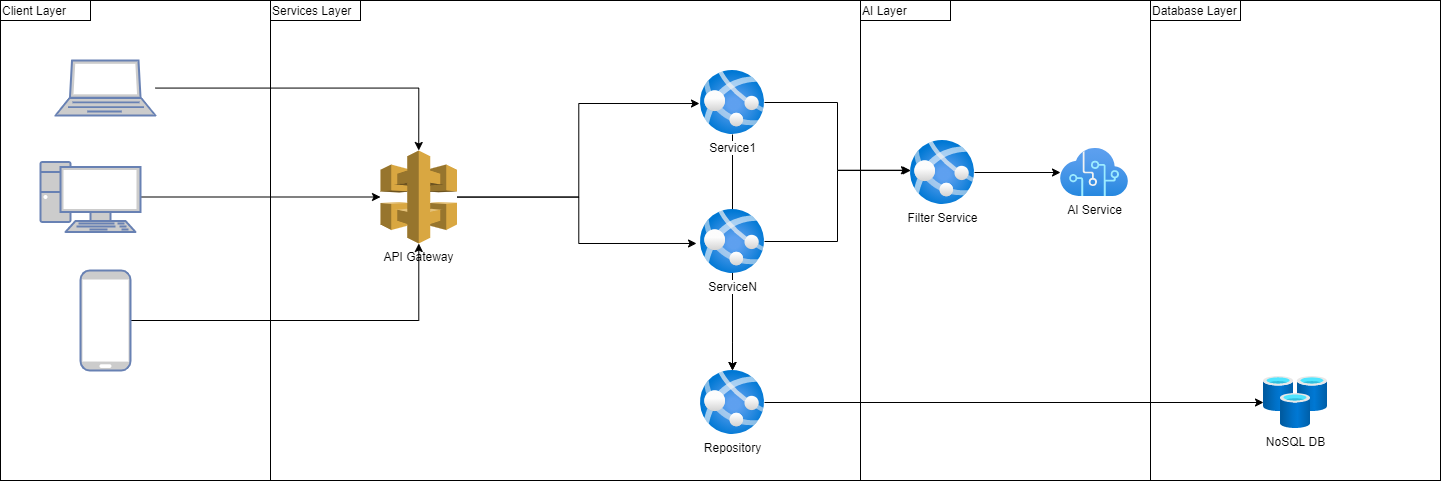 Client Layer
Services Layer
AI Layer
Database Layer
Service1
API Gateway
Filter Service
AI Service
ServiceN
Repository
NoSQL DB